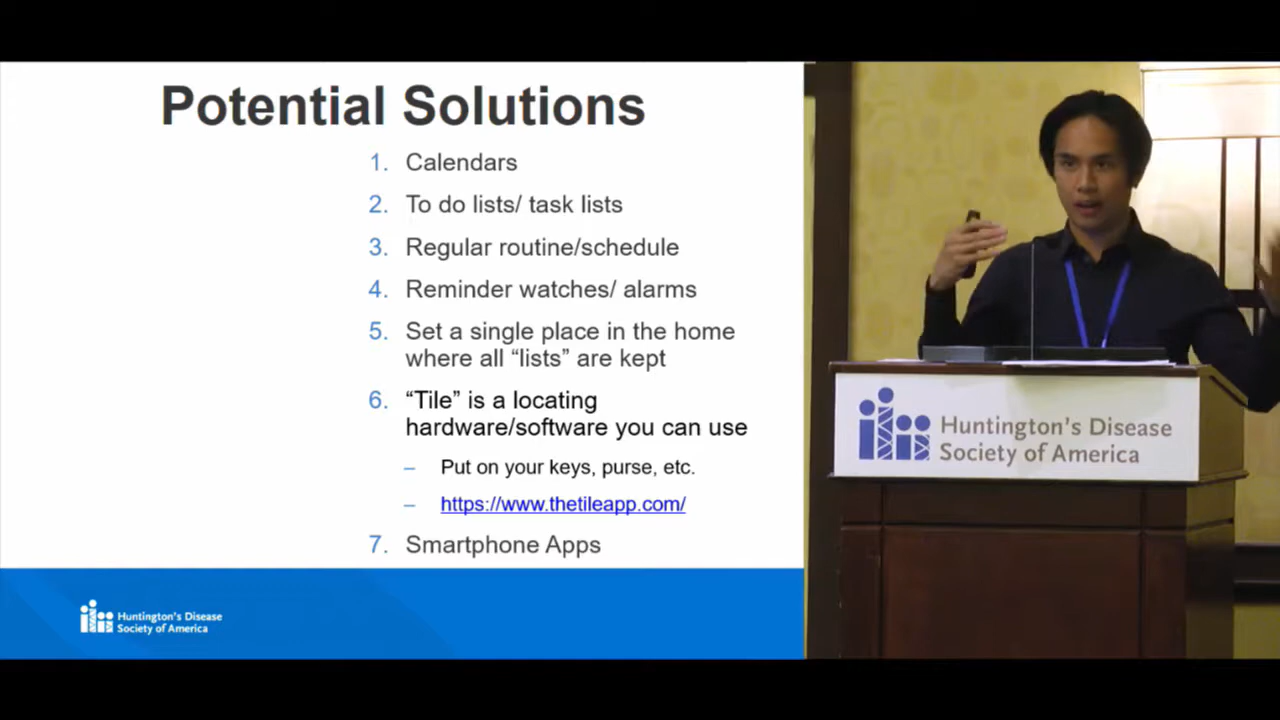 Potential Solutions
1. Calendars
2. To do lists/ task lists
3. Regular routine/schedule
4. Reminder watches/ alarms
5. Set a single place in the home
where all “lists” are kept
6. “Tile” is a locating
hardware/software you can use
– Put on your keys, purse, etc.
– https://www.thetileapp.com/
7. Smartphone Apps
Huntington's Disease
Society of America
Huntington's Disease
Society of America